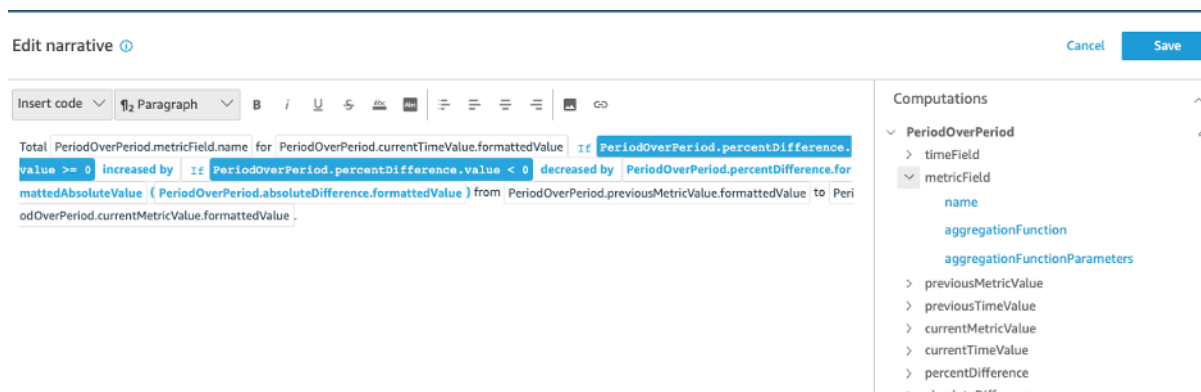 Edit narrative
Cancel
Save
Insert code
¶2 Paragraph
B i U S Abc Abc
Total PeriodOverPeriod.metricField.name for PeriodOverPeriod.currentTimeValue.formattedValue If PeriodOverPeriod.percentDifference.
value >= 0 increased by If PeriodOverPeriod.percentDifference.value < 0 decreased by PeriodOverPeriod.percentDifference.for
mattedAbsoluteValue ( PeriodOverPeriod.absoluteDifference.formattedValue ) from PeriodOverPeriod.previousMetricValue.formattedValue to Peri
odOverPeriod.currentMetricValue.formattedValue .
Computations
PeriodOverPeriod
timeField
metricField
name
aggregationFunction
aggregationFunctionParameters
previousMetricValue
previousTimeValue
currentMetricValue
currentTimeValue
percentDifference